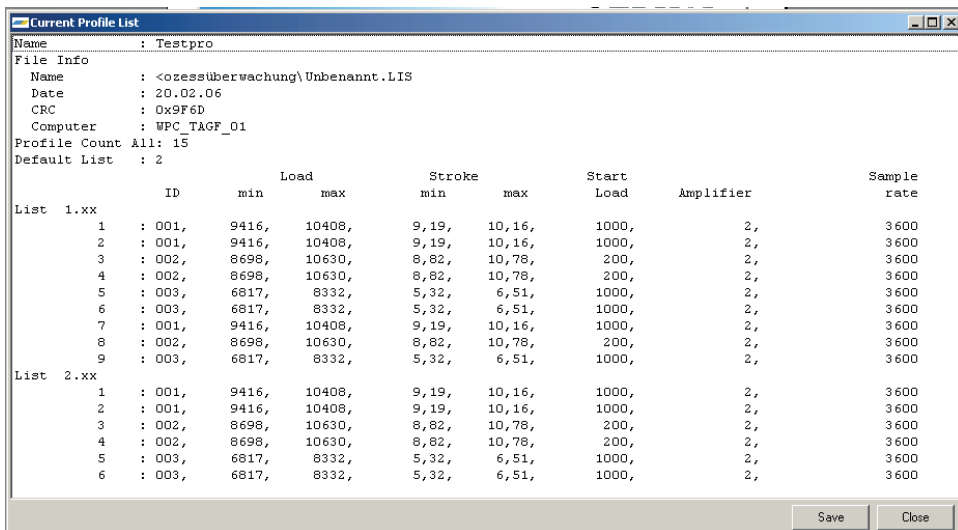 Current Profile List
Name : Testpro
File Info
Name : <ozessüberwachung\Unbenannt.LIS
Date : 20.02.06
CRC : 0x9F6D
Computer : WPC_TAGF_01
Profile Count All: 15
Default List : 2
Load Stroke Start Sample
ID min max min max Load Amplifier rate
List 1.xx
1 : 001, 9416, 10408, 9,19, 10,16, 1000, 2, 3600
2 : 001, 9416, 10408, 9,19, 10,16, 1000, 2, 3600
3 : 002, 8698, 10630, 8,82, 10,78, 200, 2, 3600
4 : 002, 8698, 10630, 8,82, 10,78, 200, 2, 3600
5 : 003, 6817, 8332, 5,32, 6,51, 1000, 2, 3600
6 : 003, 6817, 8332, 5,32, 6,51, 1000, 2, 3600
7 : 001, 9416, 10408, 9,19, 10,16, 1000, 2, 3600
8 : 002, 8698, 10630, 8,82, 10,78, 200, 2, 3600
9 : 003, 6817, 8332, 5,32, 6,51, 1000, 2, 3600
List 2.xx
1 : 001, 9416, 10408, 9,19, 10,16, 1000, 2, 3600
2 : 001, 9416, 10408, 9,19, 10,16, 1000, 2, 3600
3 : 002, 8698, 10630, 8,82, 10,78, 200, 2, 3600
4 : 002, 8698, 10630, 8,82, 10,78, 200, 2, 3600
5 : 003, 6817, 8332, 5,32, 6,51, 1000, 2, 3600
6 : 003, 6817, 8332, 5,32, 6,51, 1000, 2, 3600
Save Close